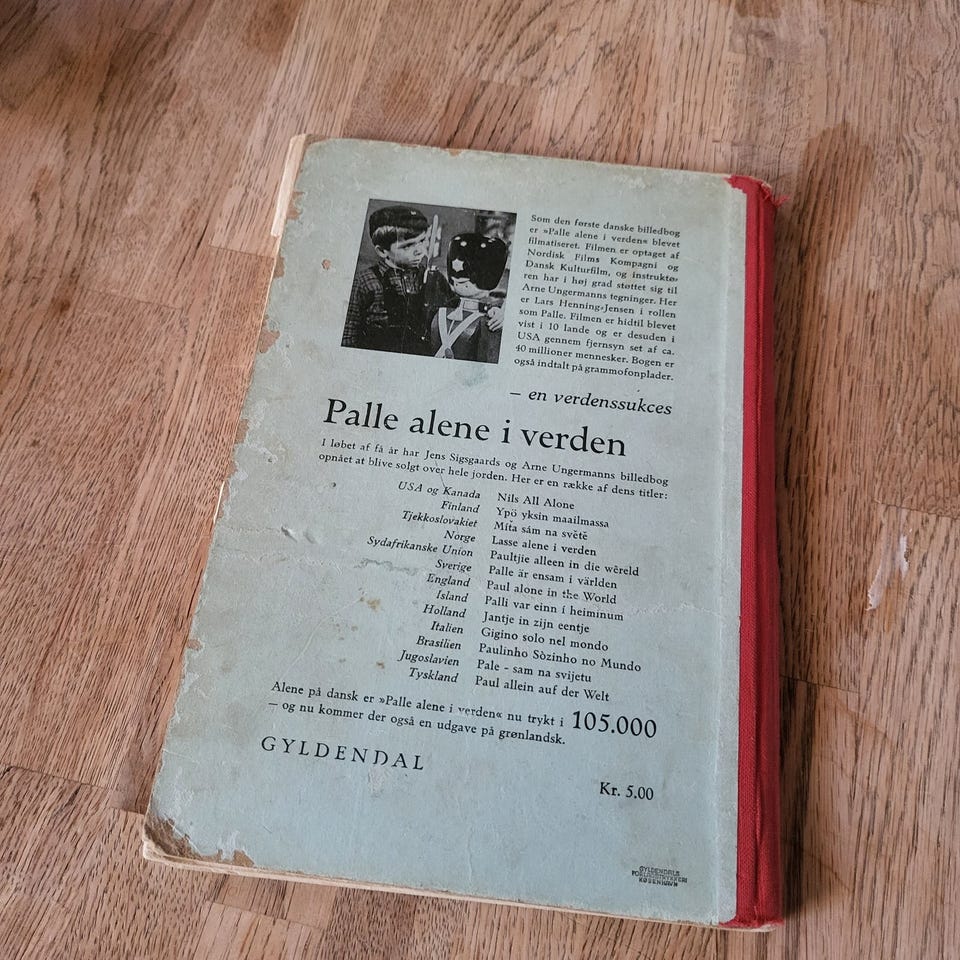 Som den første danske billedbog
er »Palle alene i verden« blevet
filmatiseret. Filmen er optaget af
Nordisk Films Kompagni og
Dansk Kulturfilm, og instruktø-
ren har i høj grad støttet sig til
Arne Ungermanns tegninger. Her
er Lars Henning-Jensen i rollen
som Palle. Filmen er hidtil blevet
vist i 10 lande og er desuden i
USA gennem fjernsyn set af ca.
40 millioner mennesker. Bogen er
også indtalt på grammofonplader.
– en verdenssukces
Palle alene i verden
I løbet af få år har Jens Sigsgaards og Arne Ungermanns billedbog
opnået at blive solgt over hele jorden. Her er en række af dens titler:
USA og Kanada Nils All Alone
Finland Ypö yksin maailmassa
Tjekkoslovakiet Míta sám na světě
Norge Lasse alene i verden
Sydafrikanske Union Paultjie alleen in die wêreld
Sverige Palle är ensam i världen
England Paul alone in the World
Island Palli var einn í heiminum
Holland Jantje in zijn eentje
Italien Gigino solo nel mondo
Brasilien Paulinho Sòzinho no Mundo
Jugoslavien Pale - sam na svijetu
Tyskland Paul allein auf der Welt
Alene på dansk er »Palle alene i verden« nu trykt i 105.000
– og nu kommer der også en udgave på grønlandsk.
GYLDENDAL
Kr. 5.00
GYLDENDALS
FORLAGSTRYKKERI
KØBENHAVN